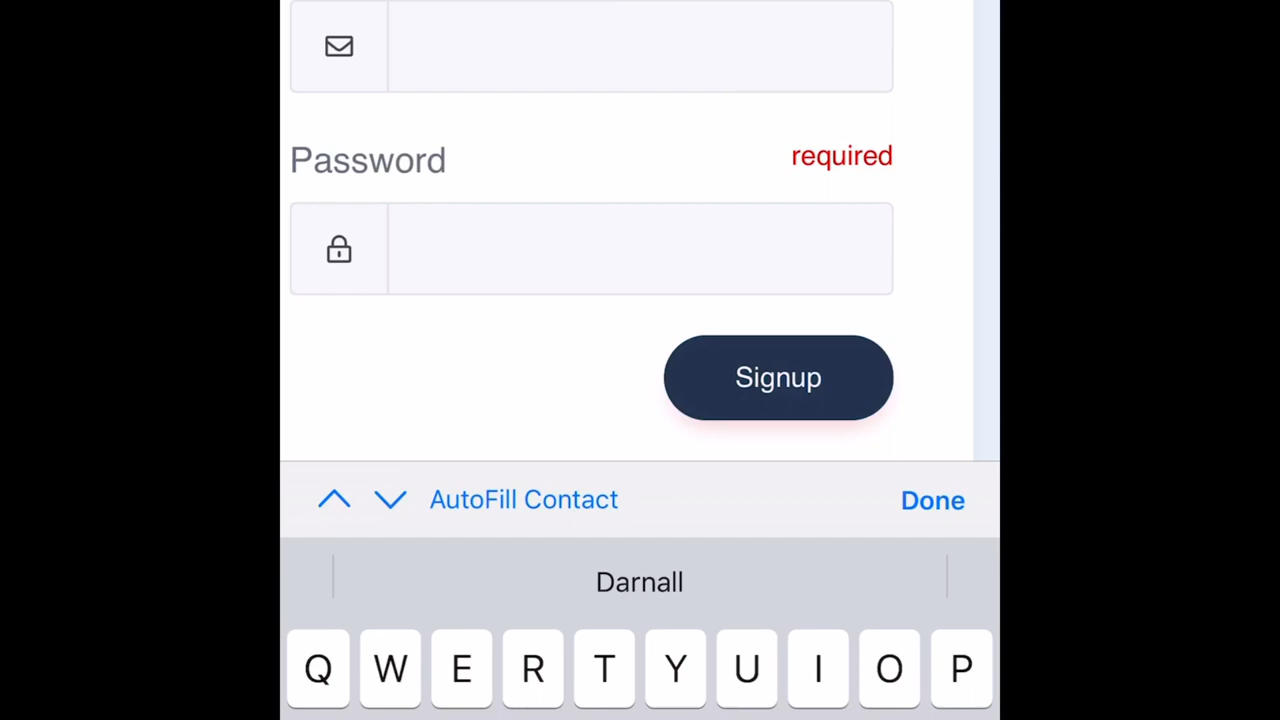 Password required
Signup
AutoFill Contact Done
Darnall
Q W E R T Y U I O P